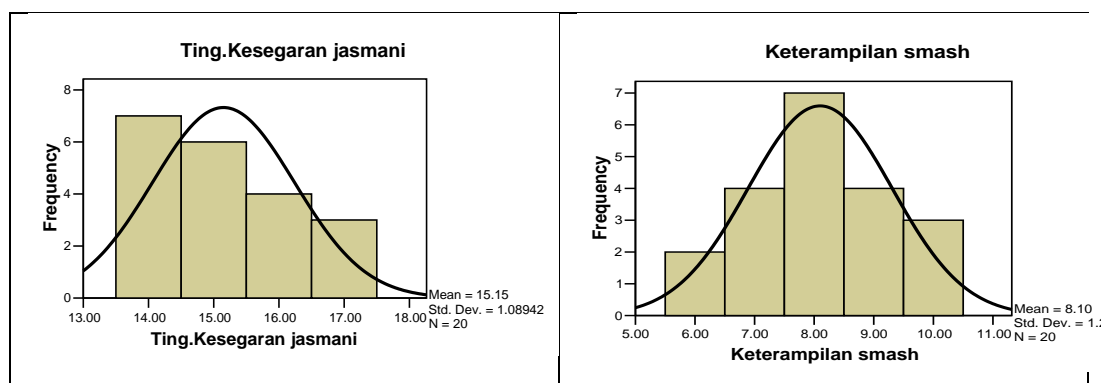 Ting.Kesegaran jasmani
8
6
4
2
0
Frequency
13.00 14.00 15.00 16.00 17.00 18.00
Ting.Kesegaran jasmani
Mean = 15.15
Std. Dev. = 1.08942
N = 20
Keterampilan smash
7
6
5
4
3
2
1
0
Frequency
5.00 6.00 7.00 8.00 9.00 10.00 11.00
Keterampilan smash
Mean = 8.10
Std. Dev. =
N = 20